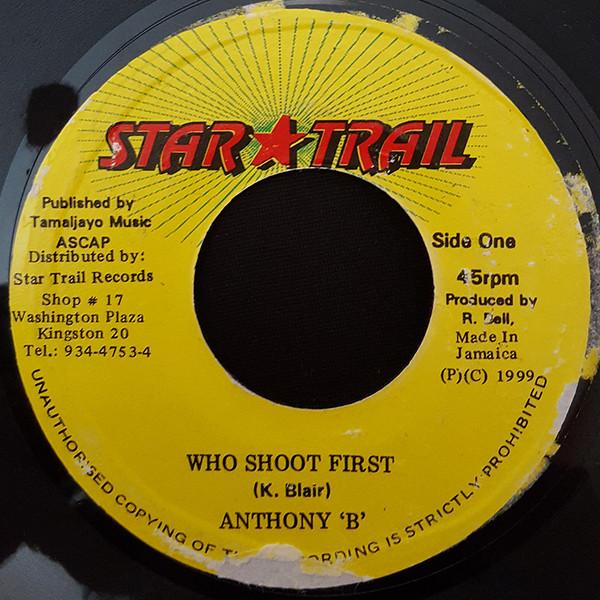 STAR TRAIL
Published by
Tamaljayo Music
ASCAP
Distributed by:
Star Trail Records
Shop # 17
Washington Plaza
Kingston 20
Tel.: 934-4753-4
Side One
45rpm
Produced by
R. Bell,
Made In
Jamaica
(P)(C) 1999
WHO SHOOT FIRST
(K. Blair)
ANTHONY ‘B’
UNAUTHORISED COPYING OF IS STRICTLY PROHIBITED